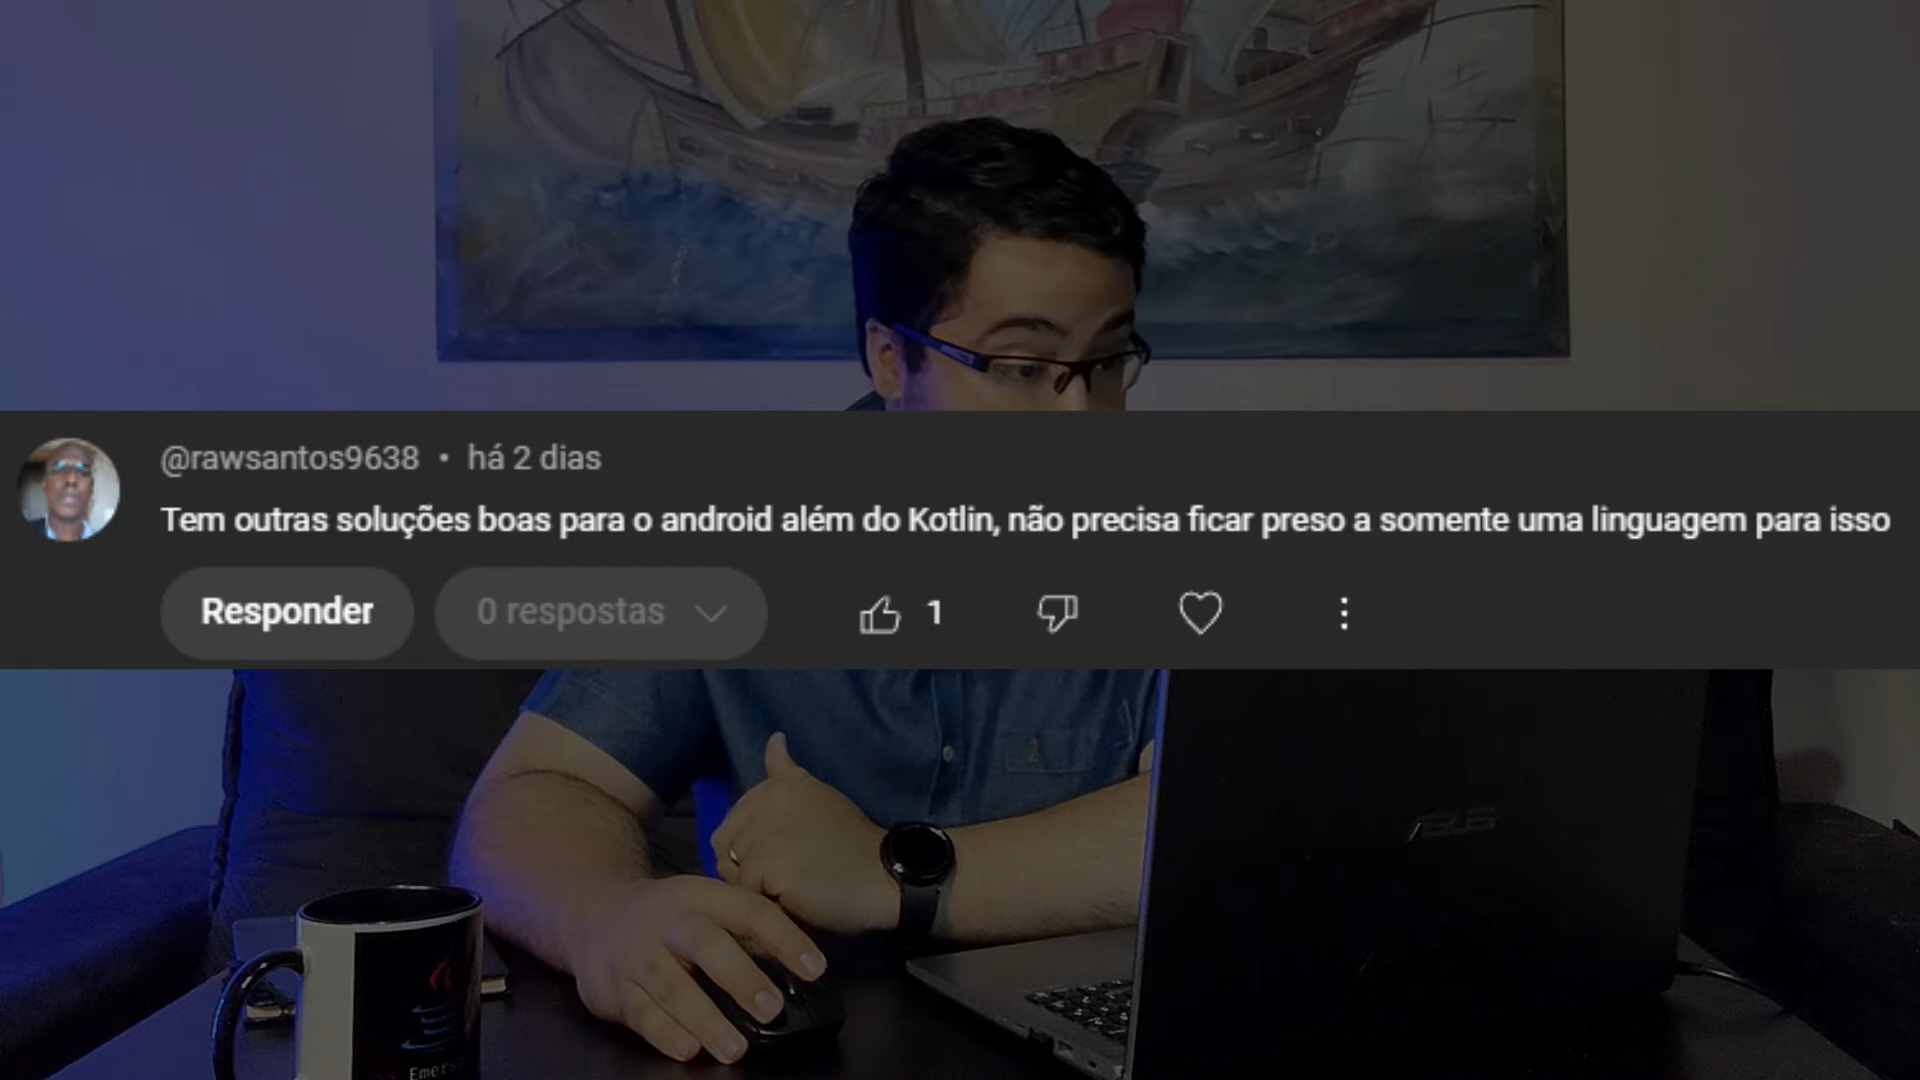 @rawsantos9638 • há 2 dias
Tem outras soluções boas para o android além do Kotlin, não precisa ficar preso a somente uma linguagem para isso
Responder
0 respostas
1
ASUS